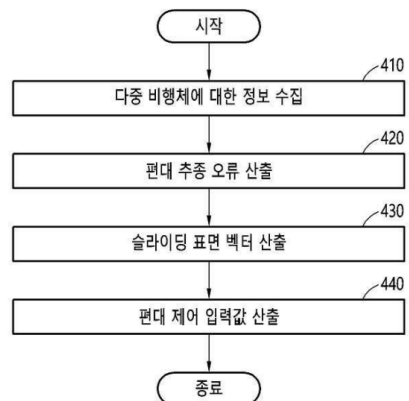 시작
410
다중 비행체에 대한 정보 수집
420
편대 추종 오류 산출
430
슬라이딩 표면 벡터 산출
440
편대 제어 입력값 산출
종료